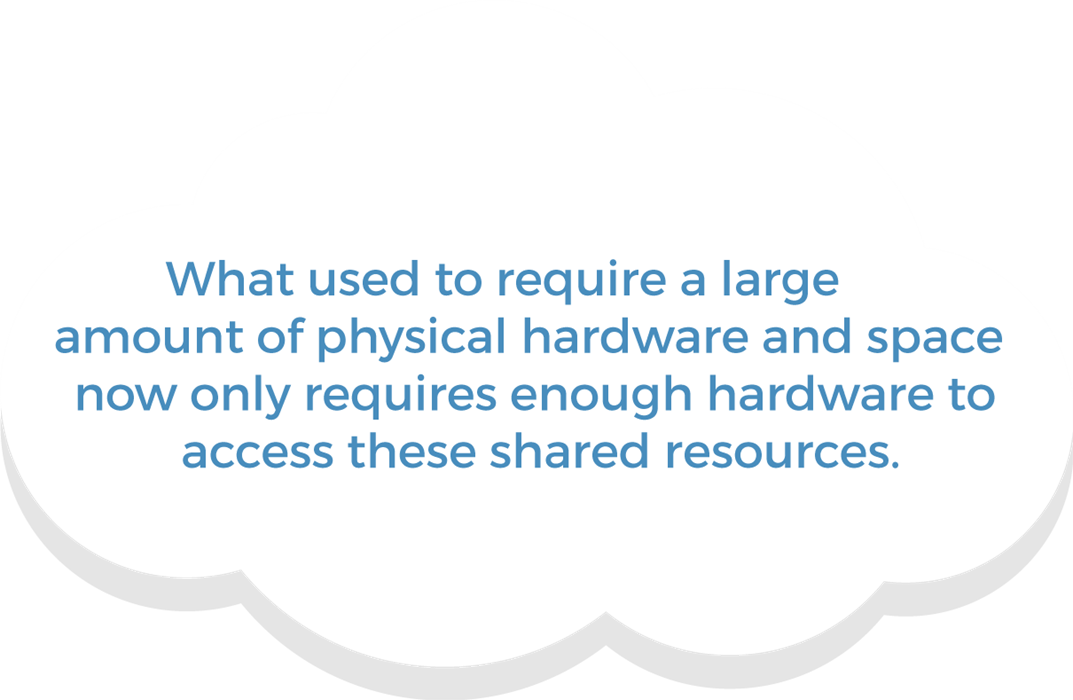 What used to require a large
amount of physical hardware and space
now only requires enough hardware to
access these shared resources.